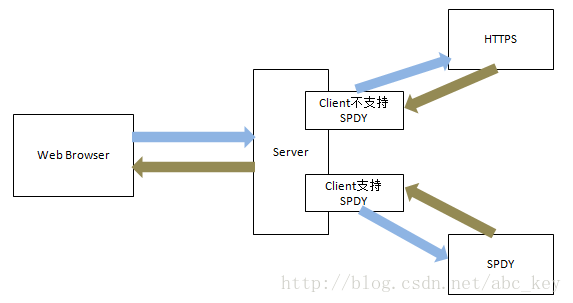 HTTPS
Client不支持
SPDY
Web Browser
Server
Client支持
SPDY
SPDY
http://blog.csdn.net/abc_key